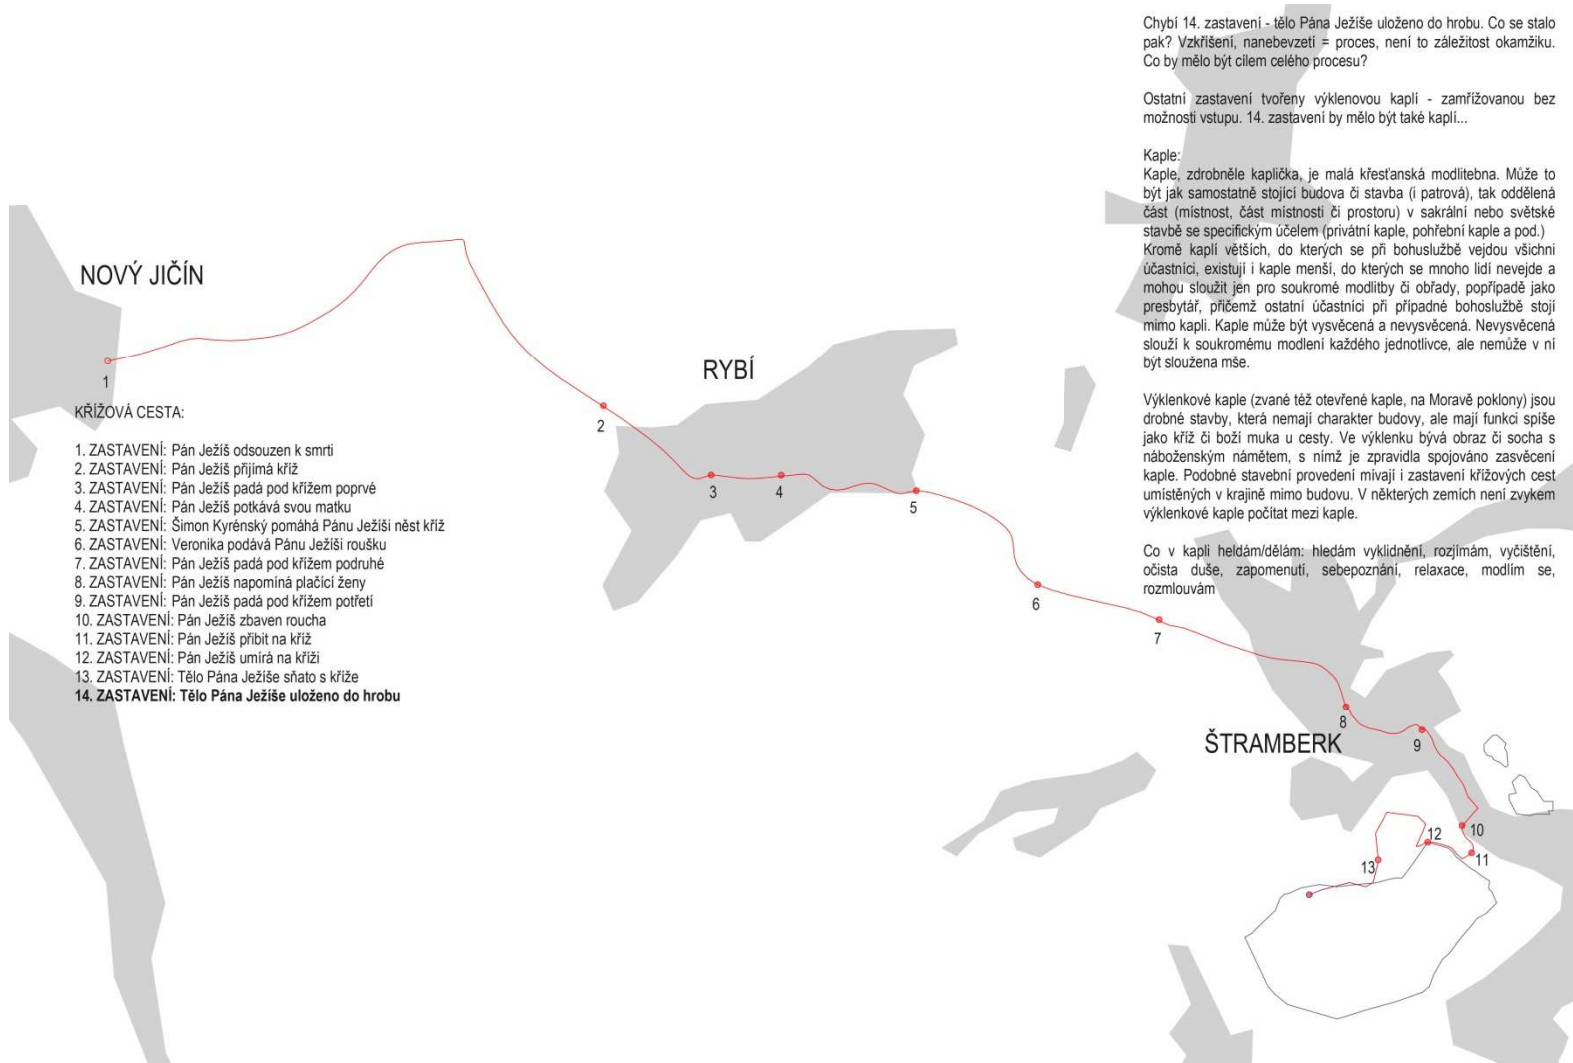 Chybí 14. zastavení - tělo Pána Ježíše uloženo do hrobu. Co se stalo
pak? Vzkříšení, nanebevzetí = proces, není to záležitost okamžiku.
Co by mělo být cílem celého procesu?
Ostatní zastavení tvořeny výklenovou kaplí - zamřížovanou bez
možnosti vstupu. 14. zastavení by mělo být také kaplí...
Kaple:
Kaple, zdrobněle kaplička, je malá křesťanská modlitebna. Může to
být jak samostatně stojící budova či stavba (i patrová), tak oddělená
část (místnost, část místnosti či prostoru) v sakrální nebo světské
stavbě se specifickým účelem (privátní kaple, pohřební kaple a pod.)
Kromě kaplí větších, do kterých se při bohuslužbě vejdou všichni
účastníci, existují i kaple menší, do kterých se mnoho lidí nevejde a
mohou sloužit jen pro soukromé modlitby či obřady, popřípadě jako
presbytář, přičemž ostatní účastníci při případné bohoslužbě stojí
mimo kapli. Kaple může být vysvěcená a nevysvěcená. Nevysvěcená
slouží k soukromému modlení každého jednotlivce, ale nemůže v ní
být sloužena mše.
Výklenkové kaple (zvané též otevřené kaple, na Moravě poklony) jsou
drobné stavby, která nemají charakter budovy, ale mají funkci spíše
jako kříž či boží muka u cesty. Ve výklenku bývá obraz či socha s
náboženským námětem, s nímž je zpravidla spojováno zasvěcení
kaple. Podobné stavební provedení mívají i zastavení křížových cest
umístěných v krajině mimo budovu. V některých zemích není zvykem
výklenkové kaple počítat mezi kaple.
Co v kapli heldám/dělám: hledám vyklidnění, rozjímám, vyčištění,
očista duše, zapomenutí, sebepoznání, relaxace, modlím se,
rozmlouvám
NOVÝ JIČÍN
1
KŘÍŽOVÁ CESTA:
1. ZASTAVENÍ: Pán Ježíš odsouzen k smrti
2. ZASTAVENÍ: Pán Ježíš přijímá kříž
3. ZASTAVENÍ: Pán Ježíš padá pod křížem poprvé
4. ZASTAVENÍ: Pán Ježíš potkává svou matku
5. ZASTAVENÍ: Šimon Kyrénský pomáhá Pánu Ježíši něst kříž
6. ZASTAVENÍ: Veronika podává Pánu Ježíši roušku
7. ZASTAVENÍ: Pán Ježíš padá pod křížem podruhé
8. ZASTAVENÍ: Pán Ježíš napomíná plačící ženy
9. ZASTAVENÍ: Pán Ježíš padá pod křížem potřetí
10. ZASTAVENÍ: Pán Ježíš zbaven roucha
11. ZASTAVENÍ: Pán Ježíš přibit na kříž
12. ZASTAVENÍ: Pán Ježíš umírá na kříži
13. ZASTAVENÍ: Tělo Pána Ježíše sňato s kříže
14. ZASTAVENÍ: Tělo Pána Ježíše uloženo do hrobu
RYBÍ
2
3
4
5
6
7
ŠTRAMBERK
8
9
10
11
12
13